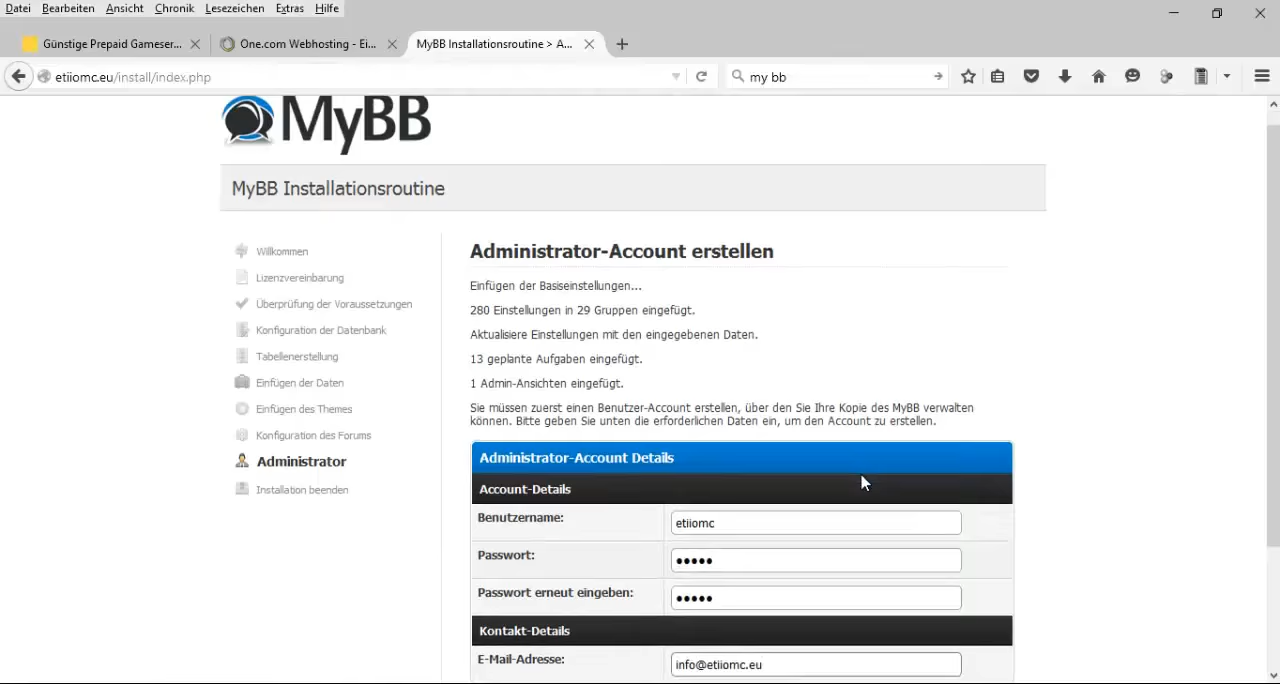 Datei Bearbeiten Ansicht Chronik Lesezeichen Extras Hilfe
Günstige Prepaid Gameser... One.com Webhosting - Ei... MyBB Installationsroutine > A...
etiiomc.eu/install/index.php my bb
MyBB
MyBB Installationsroutine
Willkommen
Lizenzvereinbarung
Überprüfung der Voraussetzungen
Konfiguration der Datenbank
Tabellenerstellung
Einfügen der Daten
Einfügen des Themes
Konfiguration des Forums
Administrator
Installation beenden
Administrator-Account erstellen
Einfügen der Basiseinstellungen...
280 Einstellungen in 29 Gruppen eingefügt.
Aktualisiere Einstellungen mit den eingegebenen Daten.
13 geplante Aufgaben eingefügt.
1 Admin-Ansichten eingefügt.
Sie müssen zuerst einen Benutzer-Account erstellen, über den Sie Ihre Kopie des MyBB verwalten
können. Bitte geben Sie unten die erforderlichen Daten ein, um den Account zu erstellen.
Administrator-Account Details
Account-Details
Benutzername: etiiomc
Passwort: •••••
Passwort erneut eingeben: •••••
Kontakt-Details
E-Mail-Adresse: info@etiiomc.eu